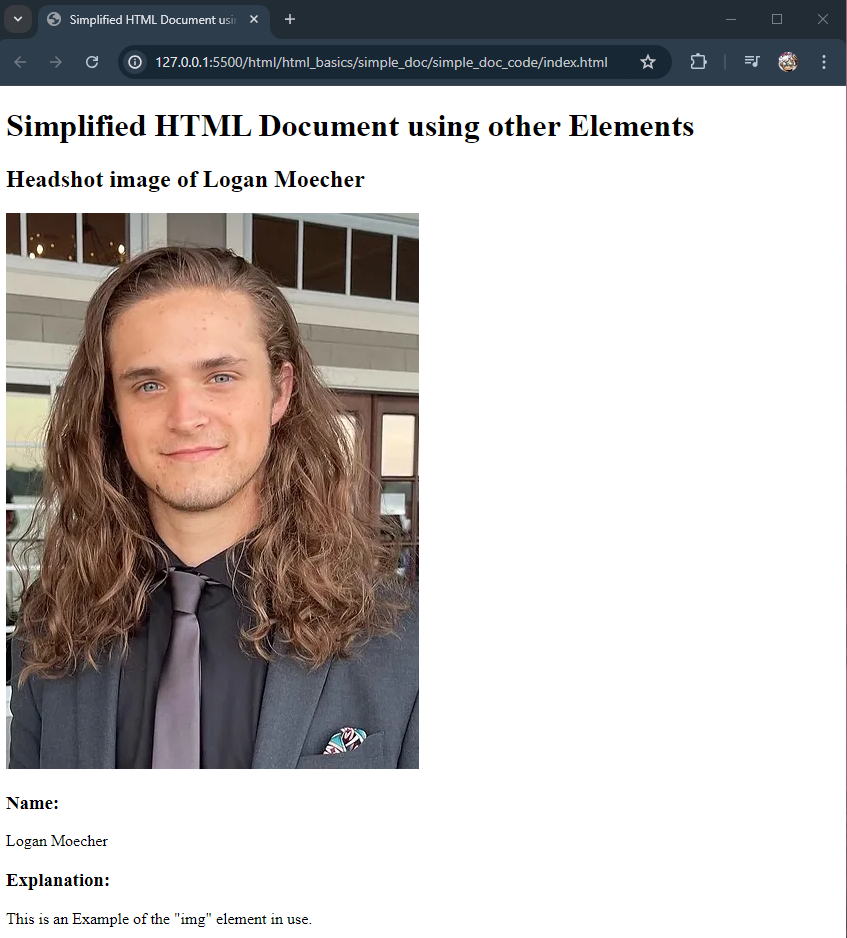 Simplified HTML Document usin
127.0.0.1:5500/html/html_basics/simple_doc/simple_doc_code/index.html
Simplified HTML Document using other Elements
Headshot image of Logan Moecher
Name:
Logan Moecher
Explanation:
This is an Example of the "img" element in use.